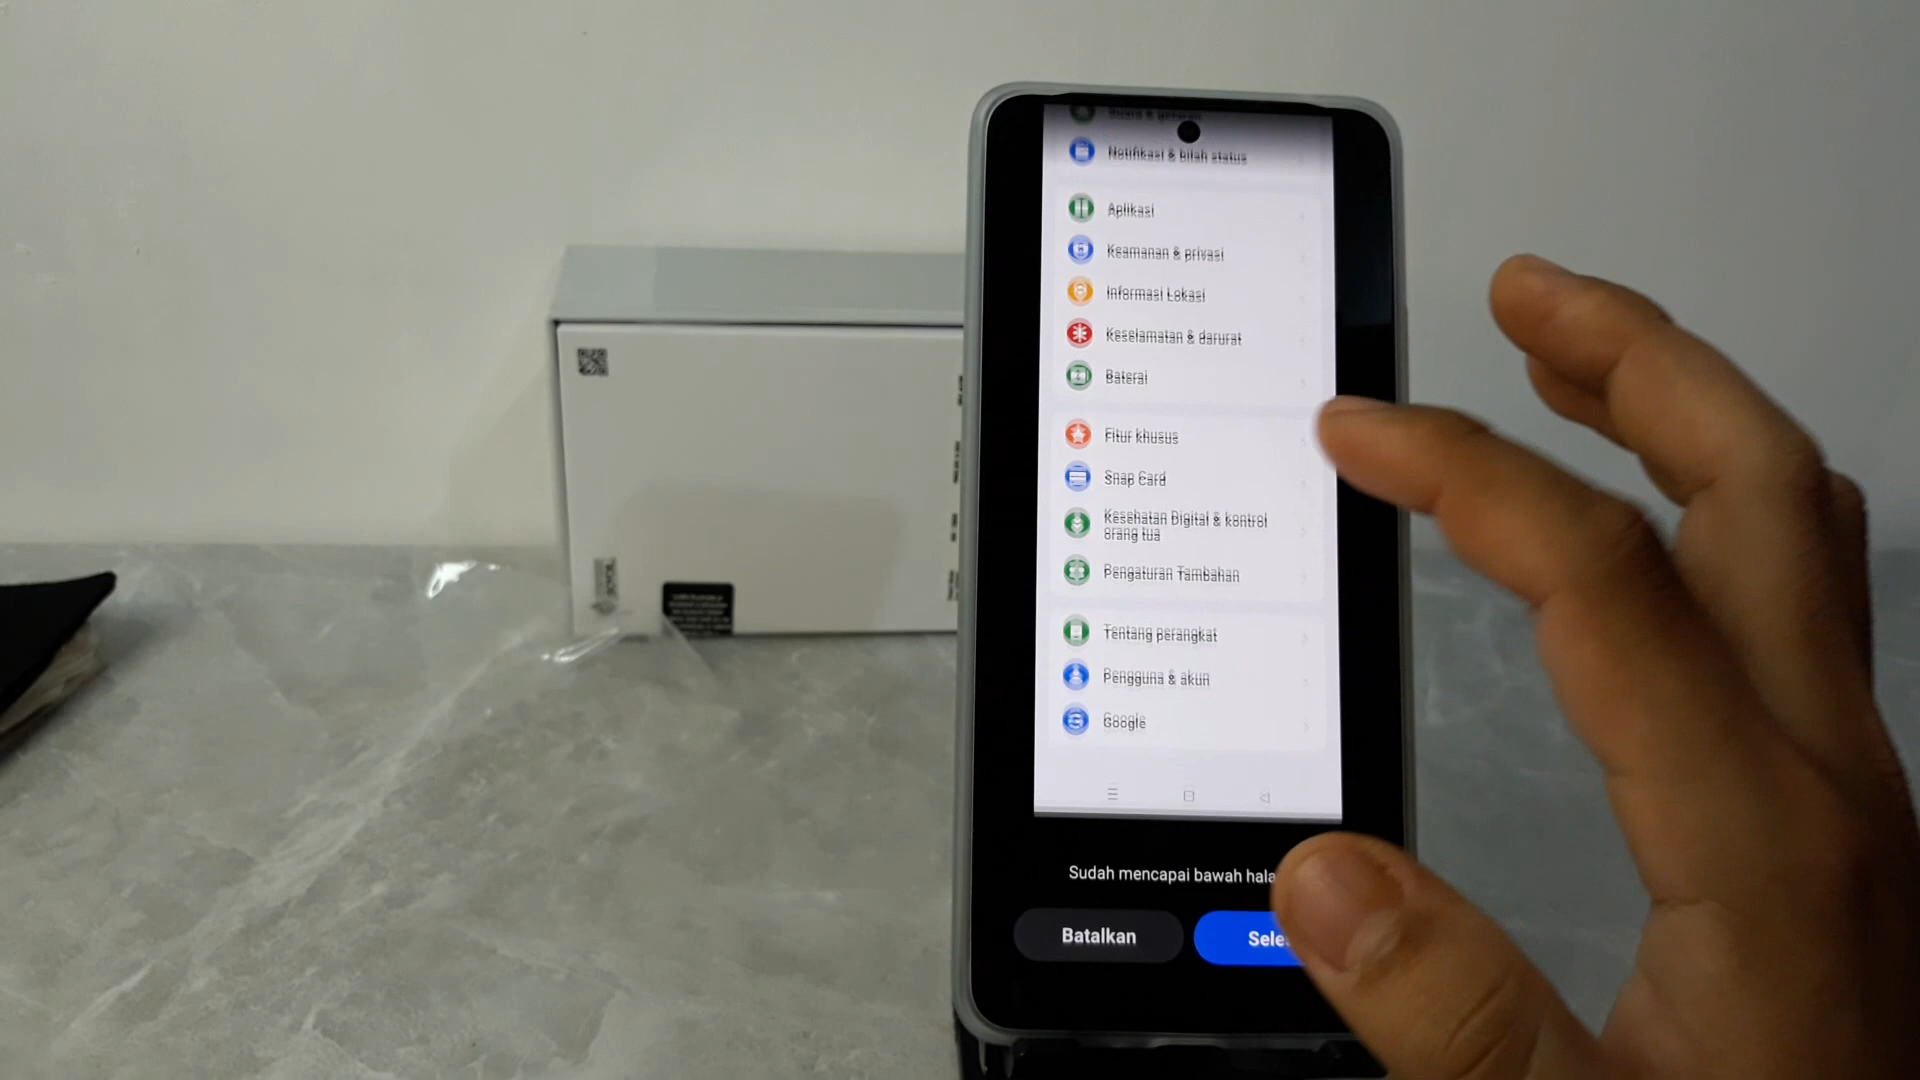 Notifikasi & bilah status
Aplikasi
Keamanan & privasi
Informasi Lokasi
Keselamatan & darurat
Baterai
Fitur khusus
Snap Card
Kesehatan Digital & kontrol
orang tua
Pengaturan Tambahan
Tentang perangkat
Pengguna & akun
Google
Sudah mencapai bawah hala
Batalkan
Seles